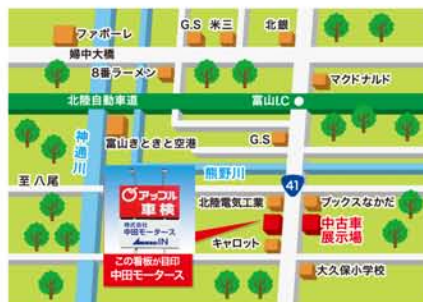 ファボーレ
G.S
米三
北銀
婦中大橋
8番ラーメン
マクドナルド
北陸自動車道
富山I.C
富山きときと空港
G.S
神通川
熊野川
至 八尾
41
アップル
車検
株式会社
中田モータース
IN
この看板が目印
中田モータース
北陸電気工業
ブックスなかだ
中古車
展示場
キャロット
大久保小学校